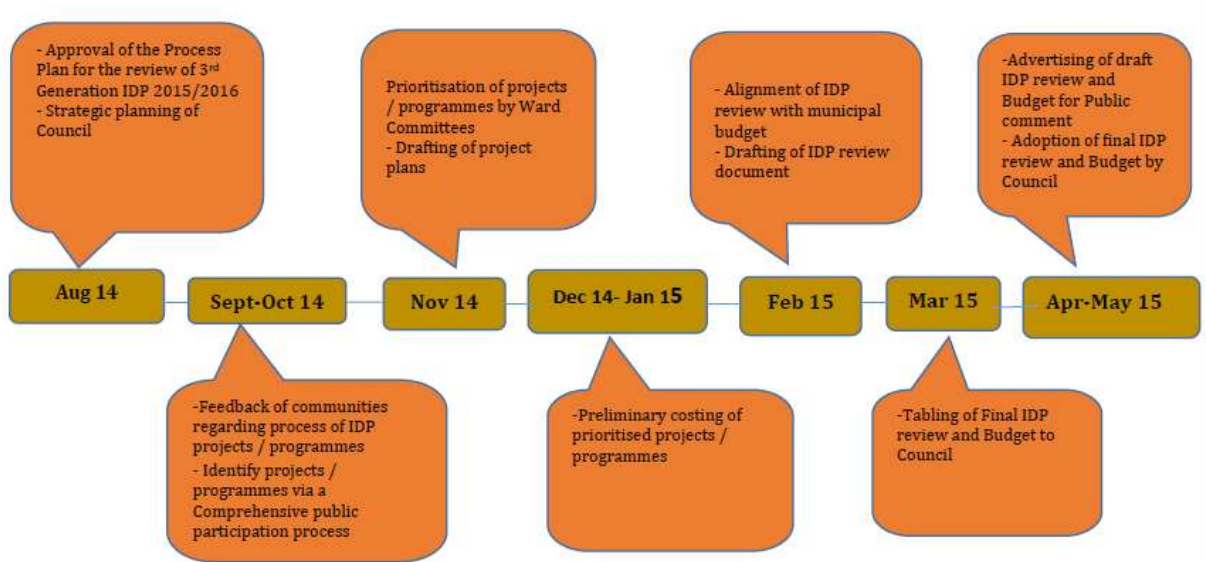 - Approval of the Process
Plan for the review of 3rd
Generation IDP 2015/2016
- Strategic planning of
Council
Prioritisation of projects
/ programmes by Ward
Committees
- Drafting of project
plans
- Alignment of IDP
review with municipal
budget
- Drafting of IDP review
document
-Advertising of draft
IDP review and
Budget for Public
comment
- Adoption of final IDP
review and Budget by
Council
Aug 14
Sept-Oct 14
Nov 14
Dec 14- Jan 15
Feb 15
Mar 15
Apr-May 15
-Feedback of communities
regarding process of IDP
projects / programmes
- Identify projects /
programmes via a
Comprehensive public
participation process
-Preliminary costing of
prioritised projects /
programmes
-Tabling of Final IDP
review and Budget to
Council